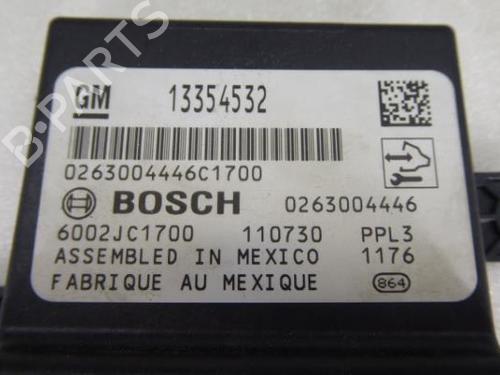 GM 13354532
0263004446C1700
BOSCH 0263004446
6002JC1700 110730 PPL3
ASSEMBLED IN MEXICO 1176
FABRIQUE AU MEXIQUE 864
B-PARTS